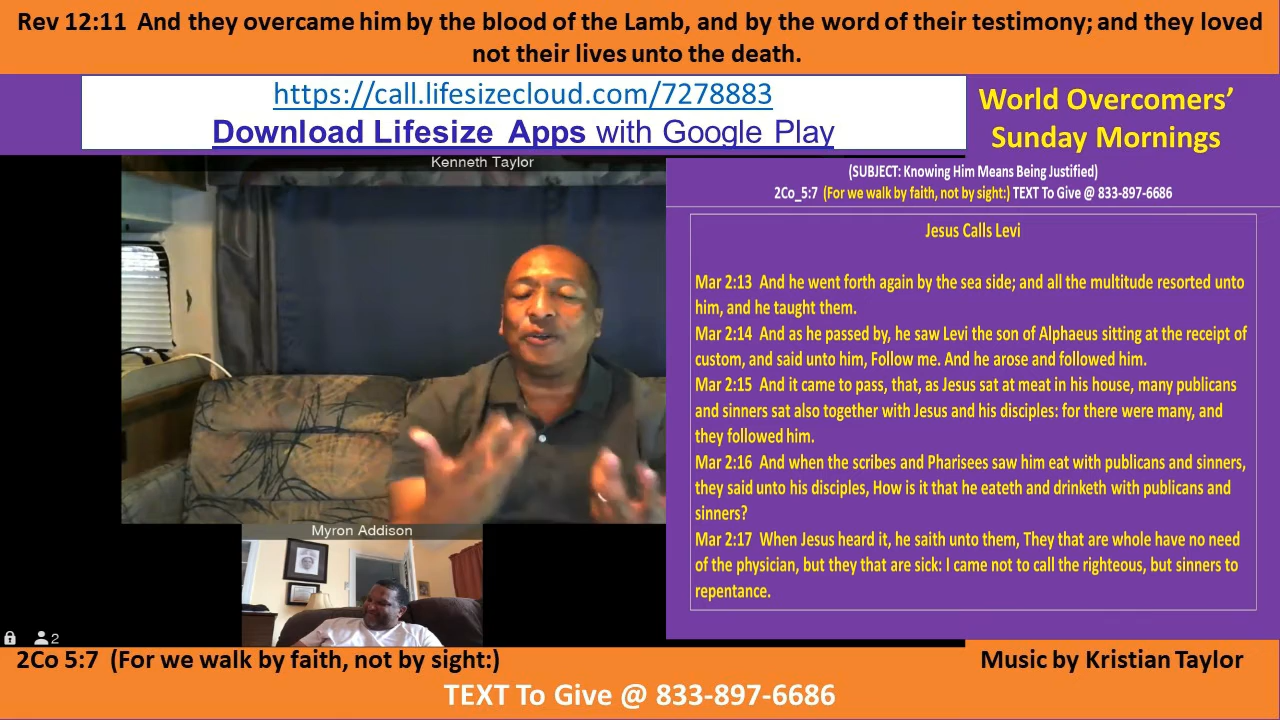 Rev 12:11  And they overcame him by the blood of the Lamb, and by the word of their testimony; and they loved
not their lives unto the death.
https://call.lifesizecloud.com/7278883
Download Lifesize Apps with Google Play
World Overcomers’
Sunday Mornings
Kenneth Taylor
(SUBJECT: Knowing Him Means Being Justified)
2Co_5:7 (For we walk by faith, not by sight:) TEXT To Give @ 833-897-6686
Jesus Calls Levi
Mar 2:13  And he went forth again by the sea side; and all the multitude resorted unto
him, and he taught them.
Mar 2:14  And as he passed by, he saw Levi the son of Alphaeus sitting at the receipt of
custom, and said unto him, Follow me. And he arose and followed him.
Mar 2:15  And it came to pass, that, as Jesus sat at meat in his house, many publicans
and sinners sat also together with Jesus and his disciples: for there were many, and
they followed him.
Mar 2:16  And when the scribes and Pharisees saw him eat with publicans and sinners,
they said unto his disciples, How is it that he eateth and drinketh with publicans and
sinners?
Mar 2:17  When Jesus heard it, he saith unto them, They that are whole have no need
of the physician, but they that are sick: I came not to call the righteous, but sinners to
repentance.
Myron Addison
2
2Co 5:7  (For we walk by faith, not by sight:)
Music by Kristian Taylor
TEXT To Give @ 833-897-6686